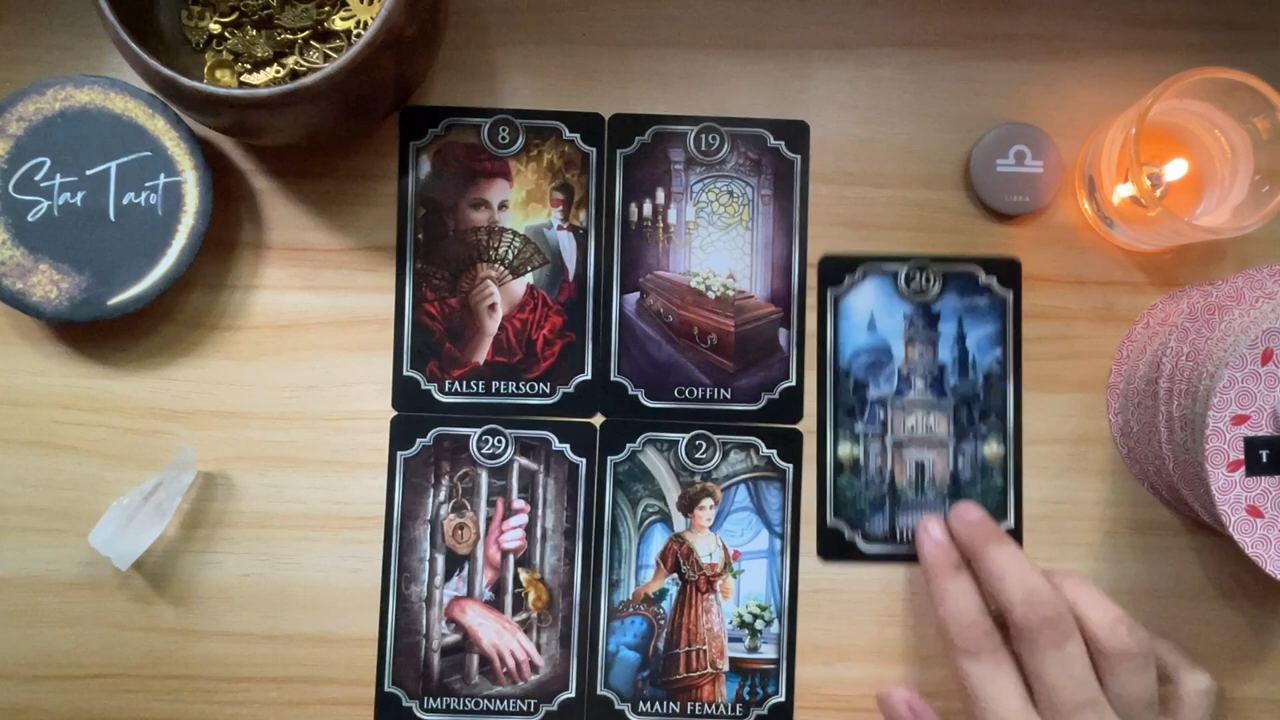 Star Tarot
8
FALSE PERSON
19
COFFIN
29
IMPRISONMENT
2
MAIN FEMALE
20
LIBRA
T